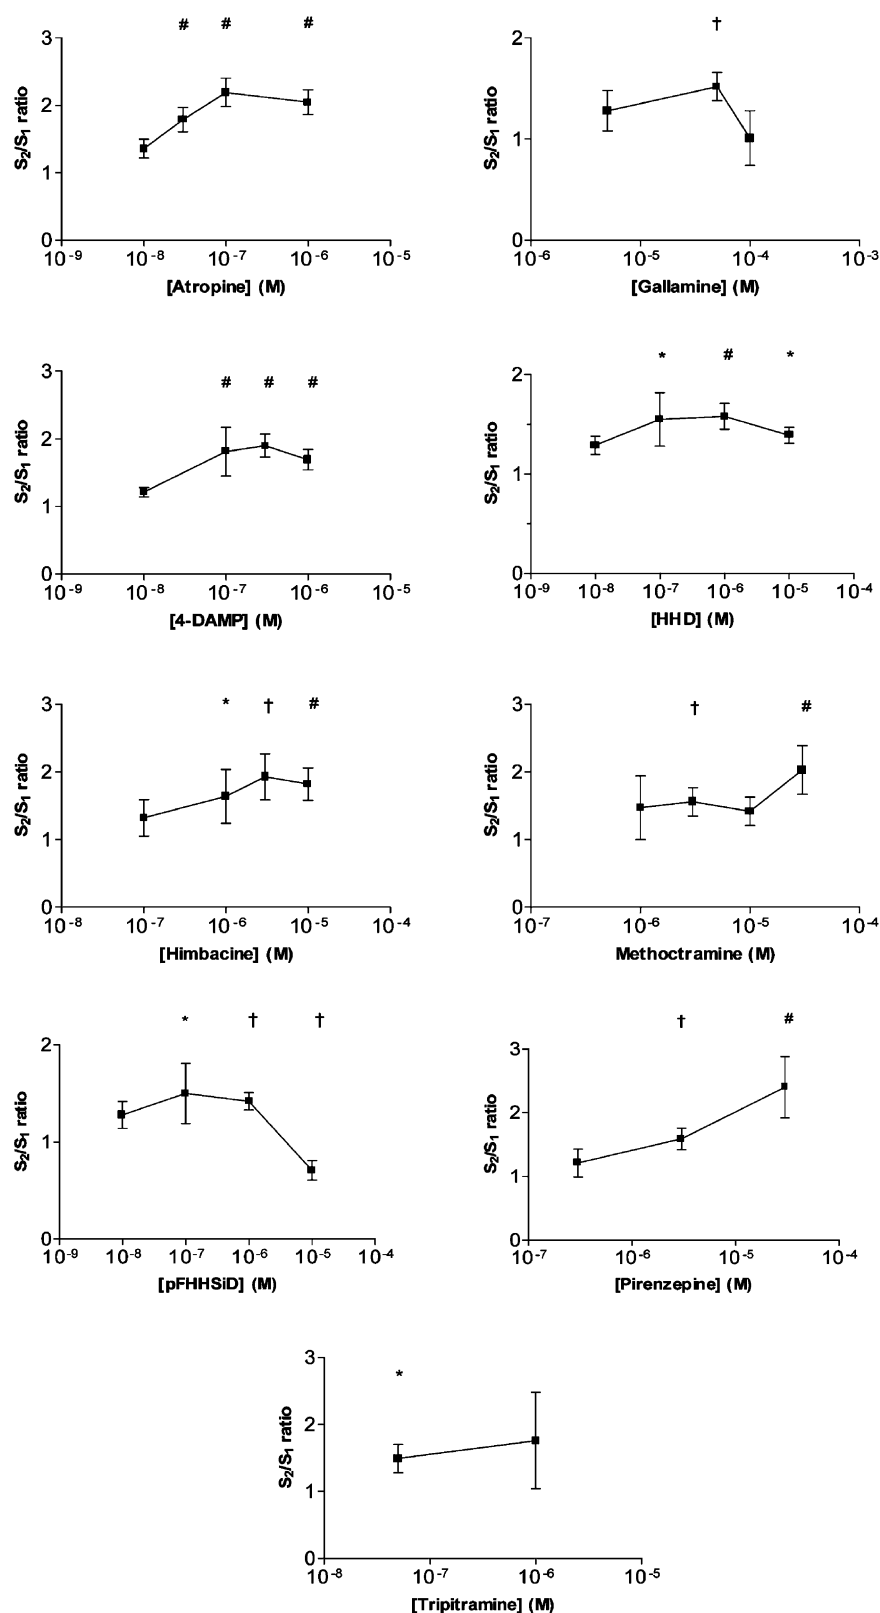 # # #
3
2
1
0
S₂/S₁ ratio
10⁻⁹ 10⁻⁸ 10⁻⁷ 10⁻⁶ 10⁻⁵
[Atropine] (M)
†
2
1
0
S₂/S₁ ratio
10⁻⁶ 10⁻⁵ 10⁻⁴ 10⁻³
[Gallamine] (M)
# # #
3
2
1
0
S₂/S₁ ratio
10⁻⁹ 10⁻⁸ 10⁻⁷ 10⁻⁶ 10⁻⁵
[4-DAMP] (M)
* # *
2
1
0
S₂/S₁ ratio
10⁻⁹ 10⁻⁸ 10⁻⁷ 10⁻⁶ 10⁻⁵ 10⁻⁴
[HHD] (M)
* † #
3
2
1
0
S₂/S₁ ratio
10⁻⁸ 10⁻⁷ 10⁻⁶ 10⁻⁵ 10⁻⁴
[Himbacine] (M)
† #
3
2
1
0
S₂/S₁ ratio
10⁻⁷ 10⁻⁶ 10⁻⁵ 10⁻⁴
Methoctramine (M)
* † †
2
1
0
S₂/S₁ ratio
10⁻⁹ 10⁻⁸ 10⁻⁷ 10⁻⁶ 10⁻⁵ 10⁻⁴
[pFHHSiD] (M)
† #
3
2
1
0
S₂/S₁ ratio
10⁻⁷ 10⁻⁶ 10⁻⁵ 10⁻⁴
[Pirenzepine] (M)
*
3
2
1
0
S₂/S₁ ratio
10⁻⁸ 10⁻⁷ 10⁻⁶ 10⁻⁵
[Tripitramine] (M)